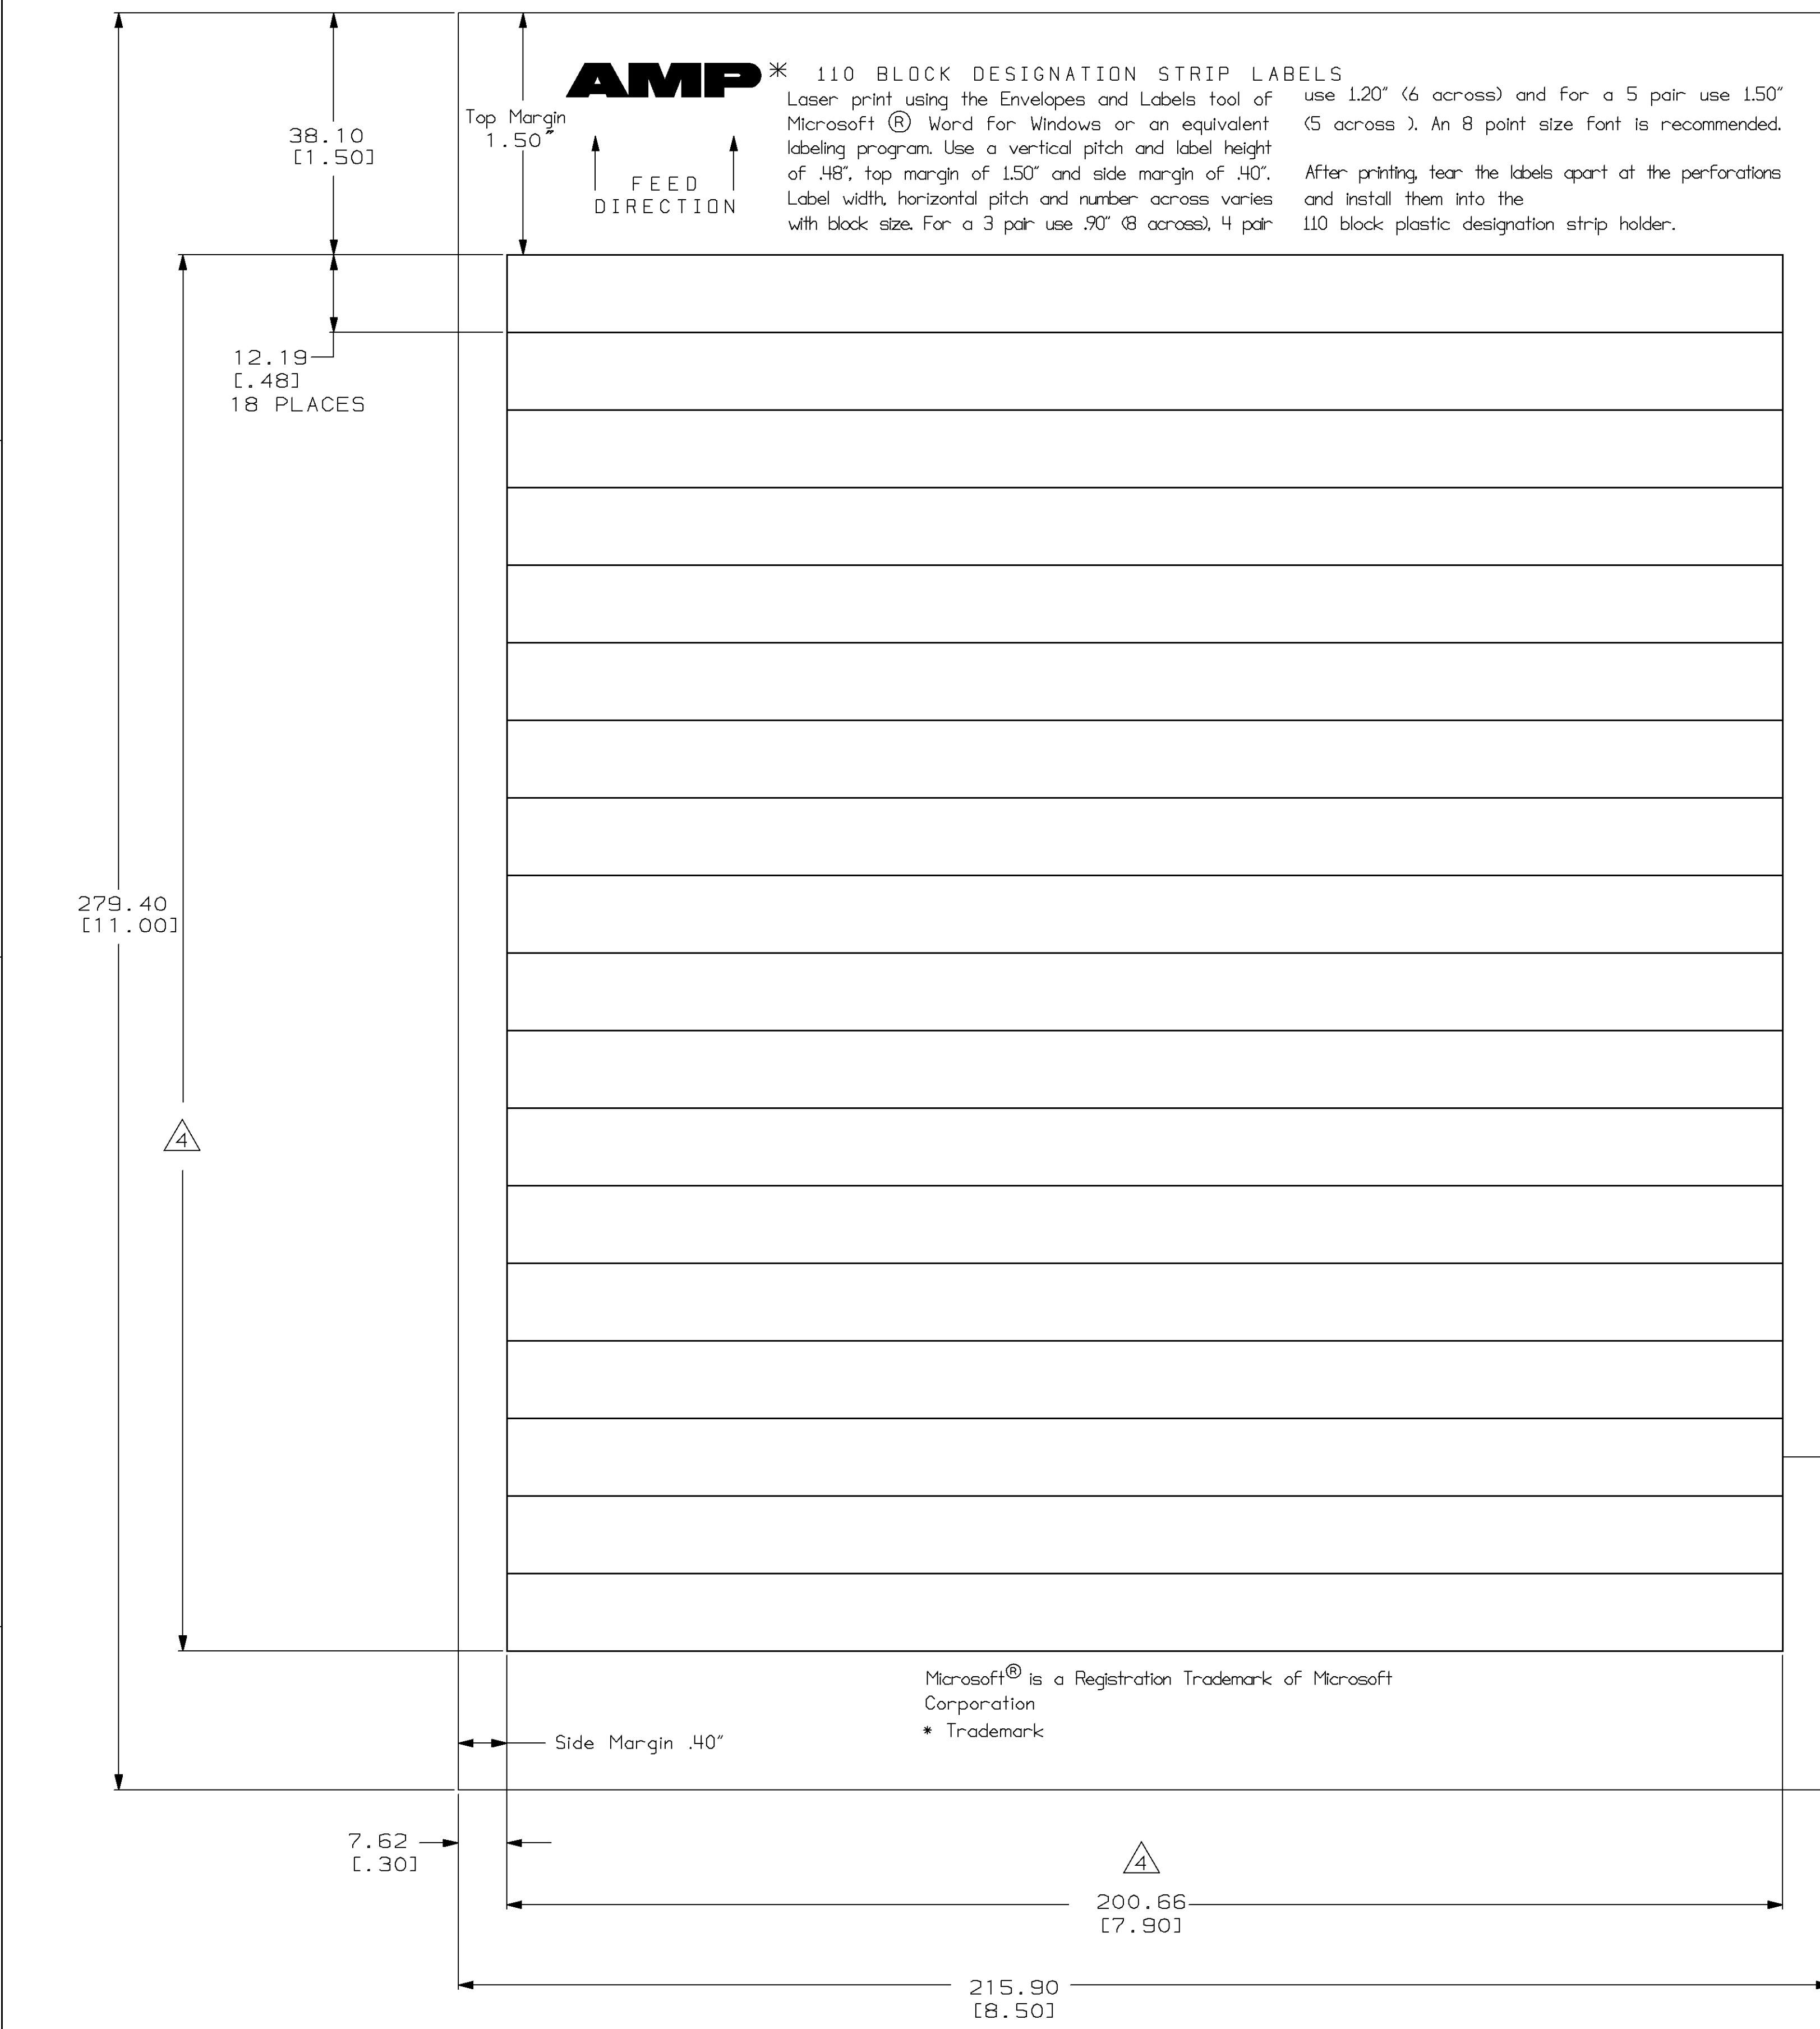 AMP* 110 BLOCK DESIGNATION STRIP LABELS
Laser print using the Envelopes and Labels tool of
Microsoft ® Word for Windows or an equivalent
labeling program. Use a vertical pitch and label height
of .48", top margin of 1.50" and side margin of .40".
Label width, horizontal pitch and number across varies
with block size. For a 3 pair use .90" (8 across), 4 pair
use 1.20" (6 across) and for a 5 pair use 1.50"
(5 across ). An 8 point size font is recommended.
After printing, tear the labels apart at the perforations
and install them into the
110 block plastic designation strip holder.
Top Margin
1.50"
FEED
DIRECTION
38.10
[1.50]
12.19
[.48]
18 PLACES
279.40
[11.00]
4
Microsoft® is a Registration Trademark of Microsoft
Corporation
* Trademark
Side Margin .40"
7.62
[.30]
4
200.66
[7.90]
215.90
[8.50]